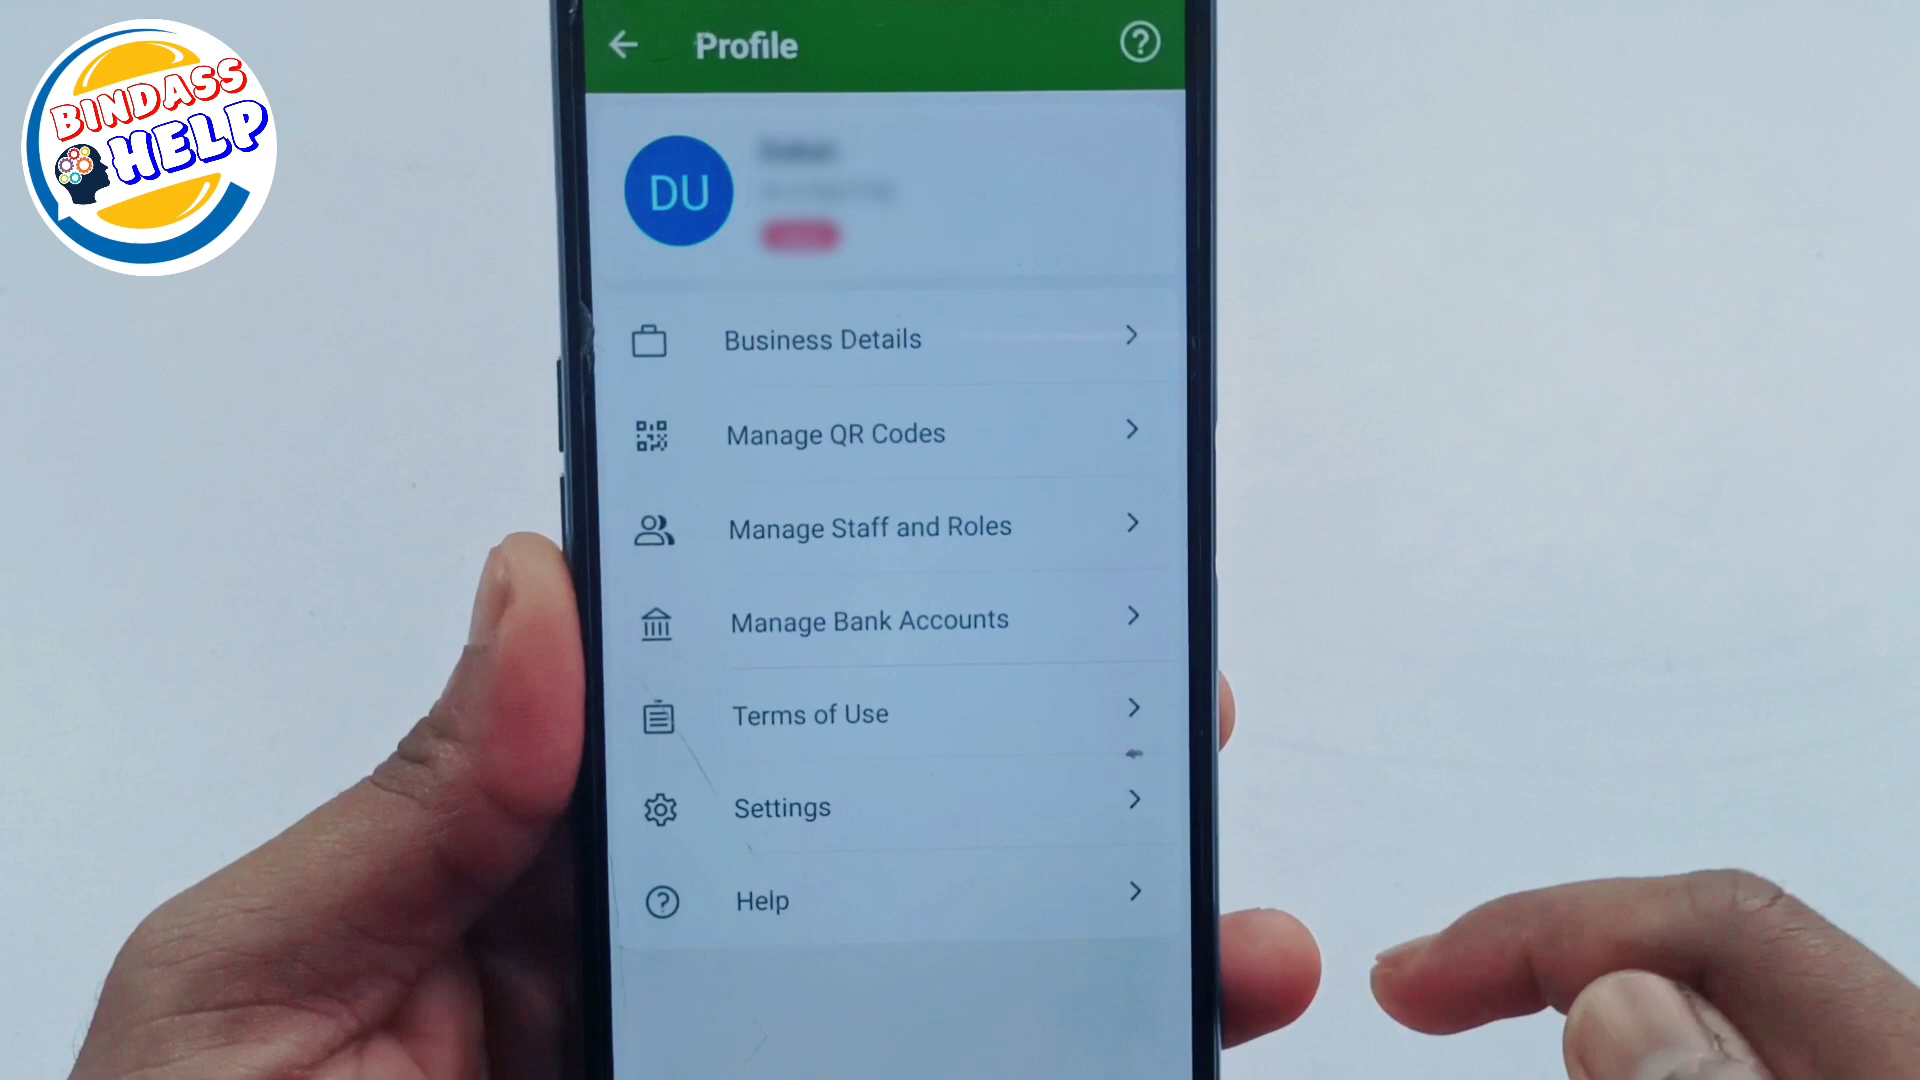 BINDASS
HELP
Profile
DU
Business Details
Manage QR Codes
Manage Staff and Roles
Manage Bank Accounts
Terms of Use
Settings
Help